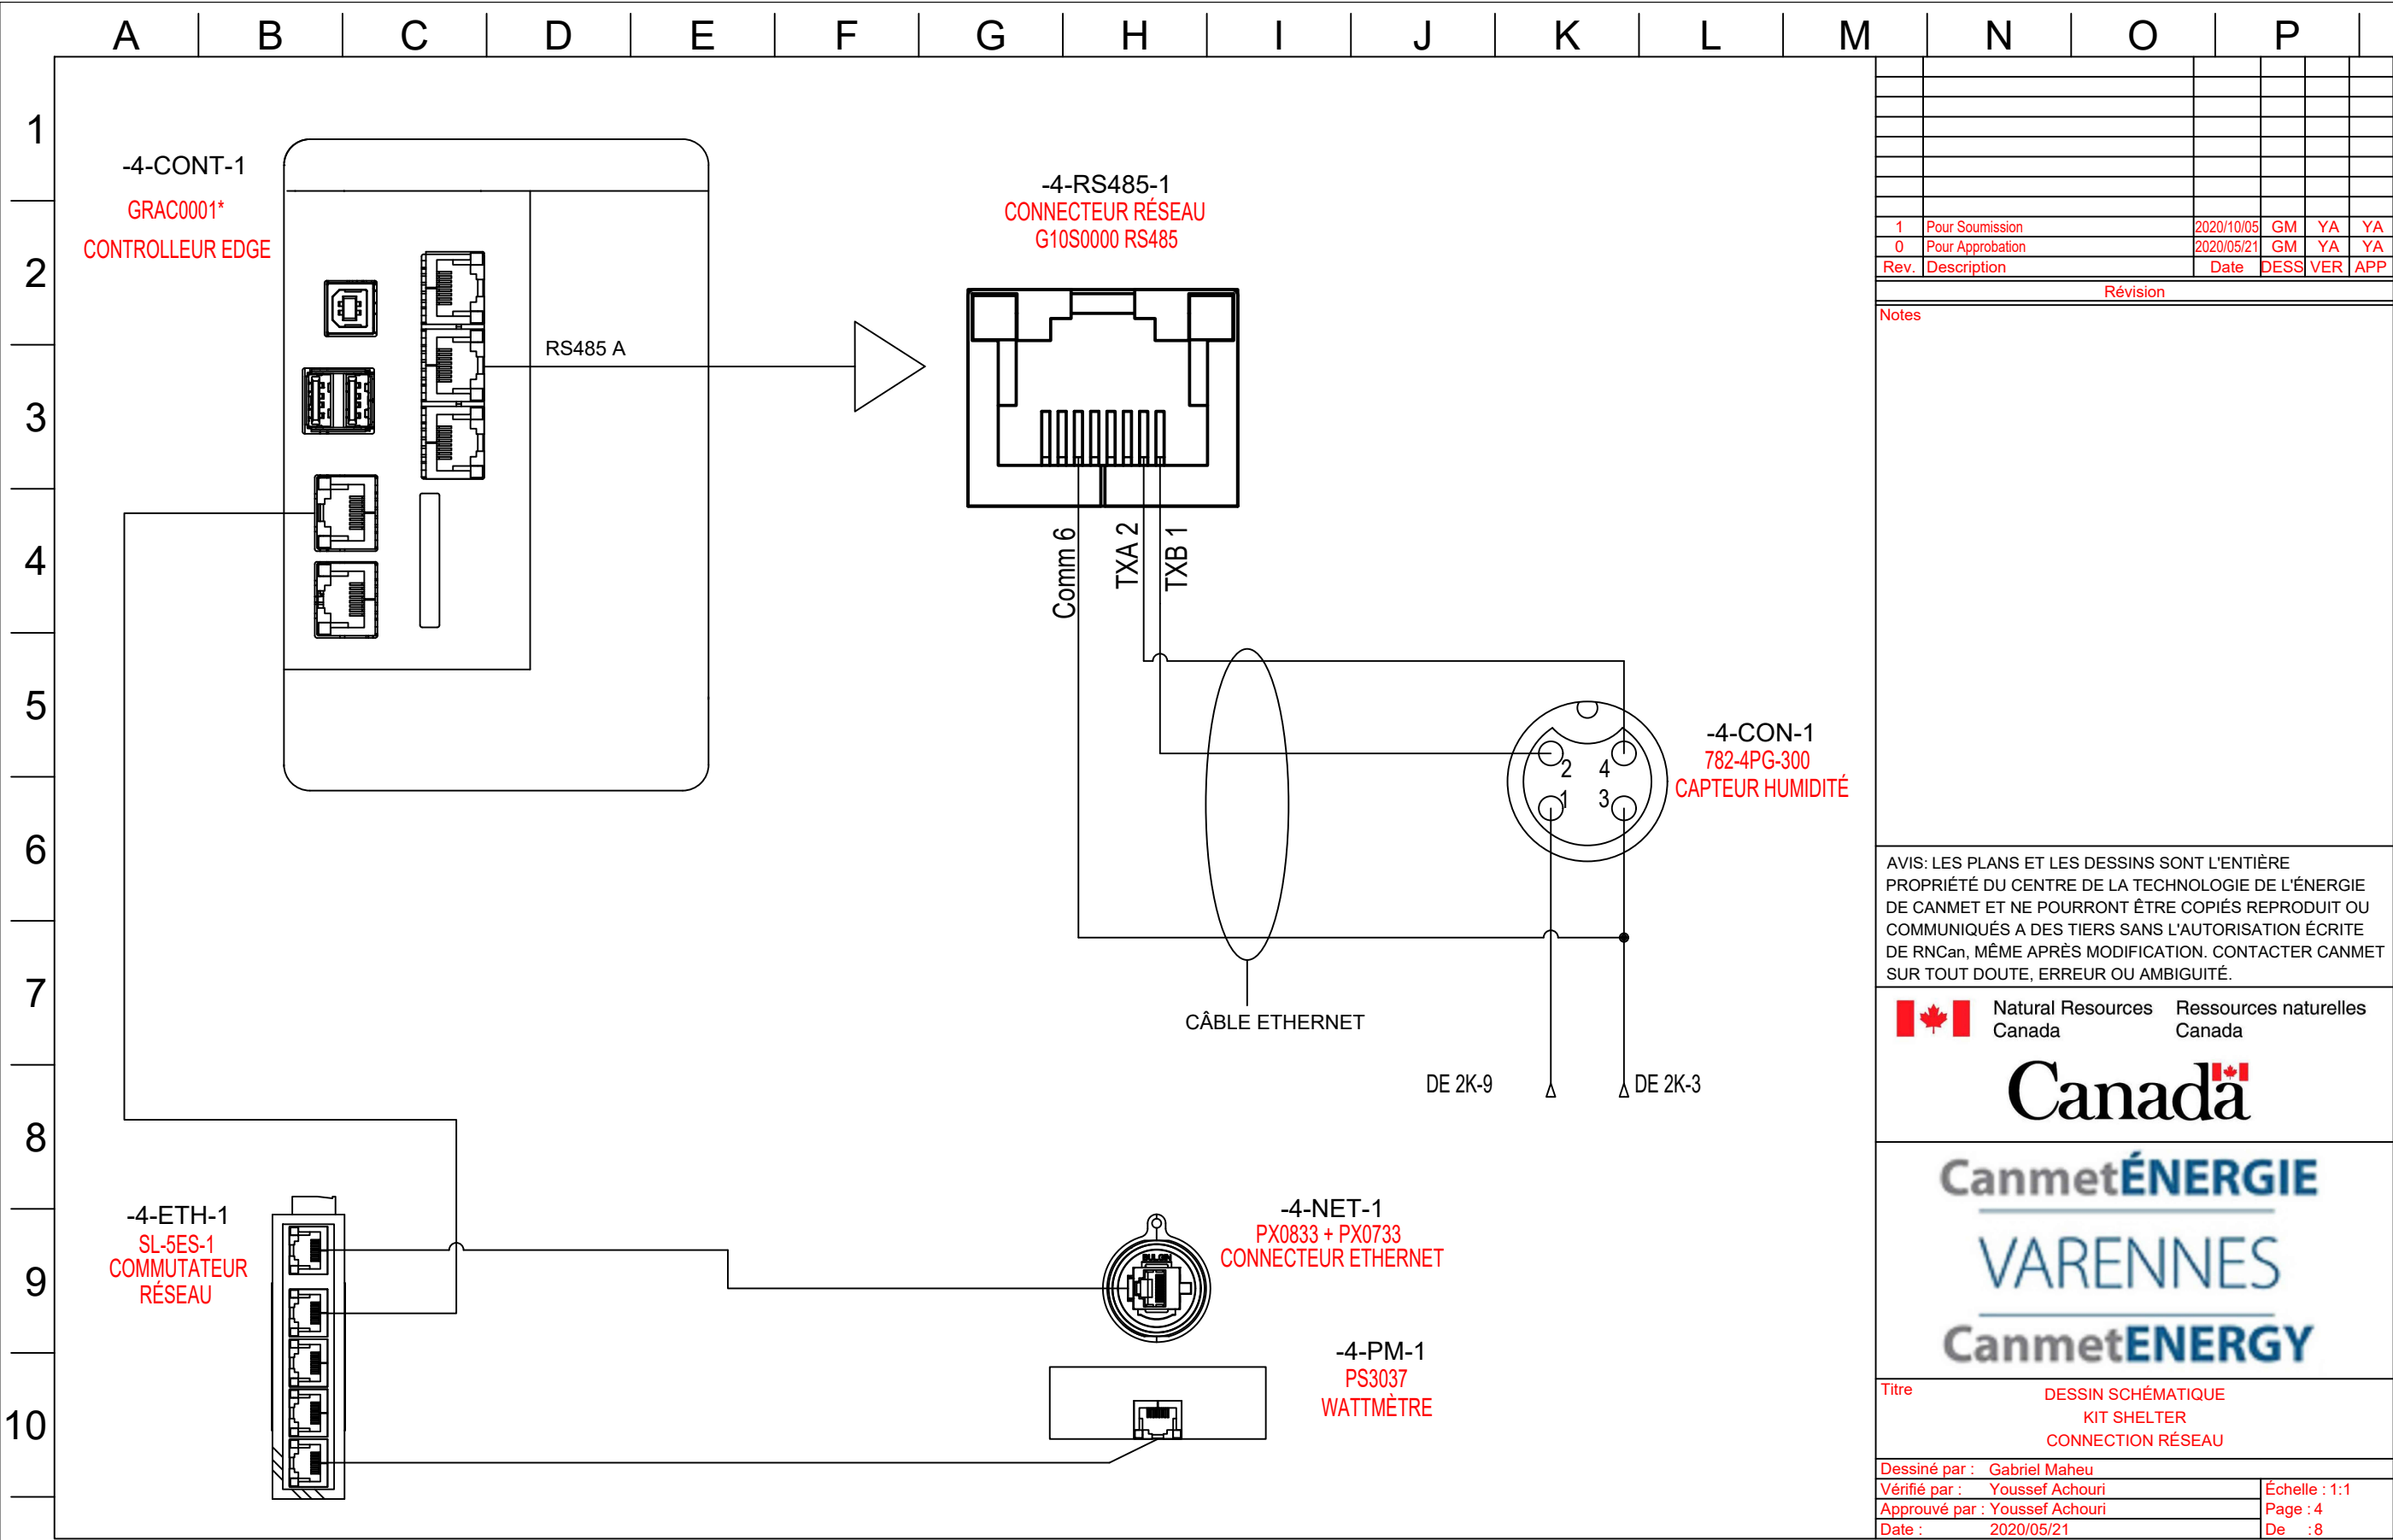 A B C D E F G H I J K L M N O P
1
2
3
4
5
6
7
8
9
10
-4-CONT-1
GRAC0001*
CONTROLLEUR EDGE
RS485 A
-4-RS485-1
CONNECTEUR RÉSEAU
G10S0000 RS485
Comm 6
TXA 2
TXB 1
2 4
1 3
-4-CON-1
782-4PG-300
CAPTEUR HUMIDITÉ
CÂBLE ETHERNET
DE 2K-9
DE 2K-3
-4-ETH-1
SL-5ES-1
COMMUTATEUR
RÉSEAU
-4-NET-1
PX0833 + PX0733
CONNECTEUR ETHERNET
BULGIN
-4-PM-1
PS3037
WATTMÈTRE
1 Pour Soumission 2020/10/05 GM YA YA
0 Pour Approbation 2020/05/21 GM YA YA
Rev. Description Date DESS VER APP
Révision
Notes
AVIS: LES PLANS ET LES DESSINS SONT L'ENTIÈRE
PROPRIÉTÉ DU CENTRE DE LA TECHNOLOGIE DE L'ÉNERGIE
DE CANMET ET NE POURRONT ÊTRE COPIÉS REPRODUIT OU
COMMUNIQUÉS A DES TIERS SANS L'AUTORISATION ÉCRITE
DE RNCan, MÊME APRÈS MODIFICATION. CONTACTER CANMET
SUR TOUT DOUTE, ERREUR OU AMBIGUITÉ.
Natural Resources Ressources naturelles
Canada Canada
Canada
CanmetÉNERGIE
VARENNES
CanmetENERGY
Titre
DESSIN SCHÉMATIQUE
KIT SHELTER
CONNECTION RÉSEAU
Dessiné par : Gabriel Maheu
Vérifié par : Youssef Achouri Échelle : 1:1
Approuvé par : Youssef Achouri Page : 4
Date : 2020/05/21 De : 8